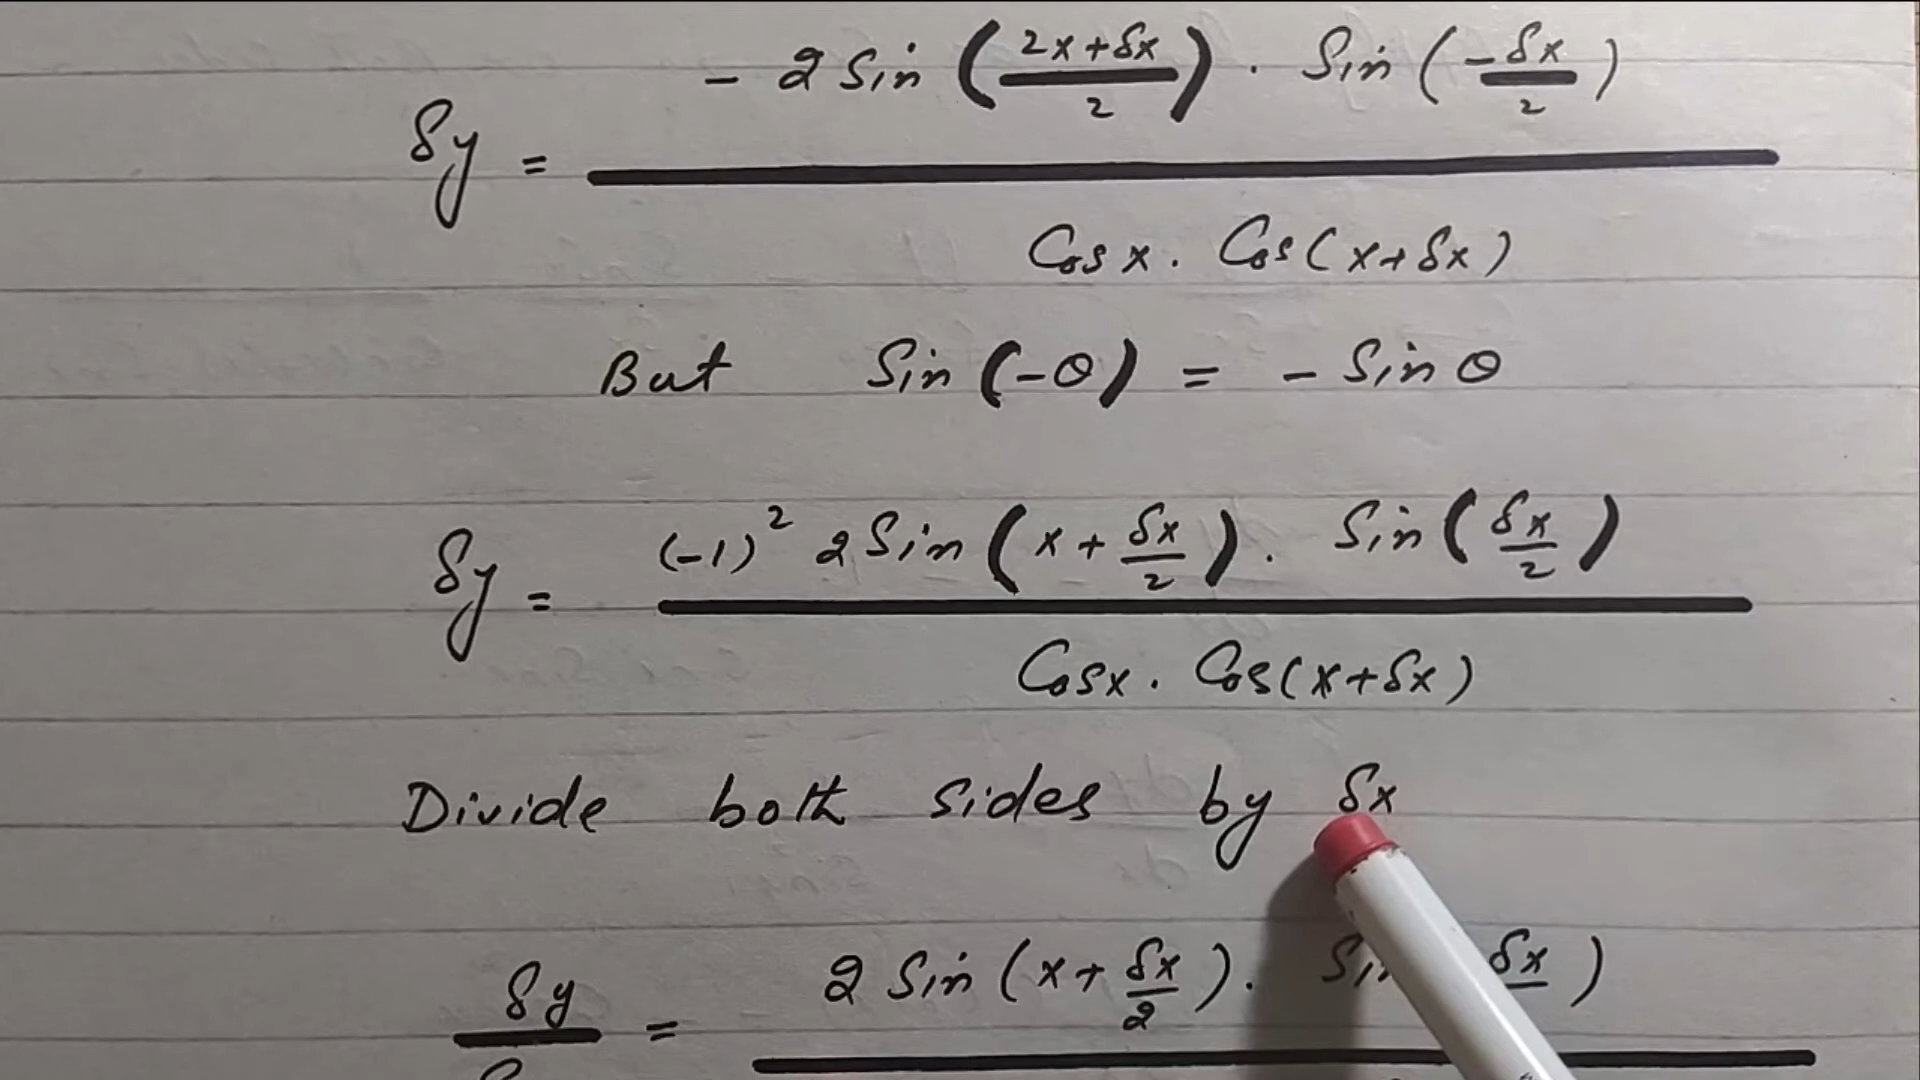 δy = - 2 Sin ( (2x+δx)/2 ) . Sin ( -δx/2 ) / Cos x . Cos ( x+δx )
But Sin (-θ) = - Sin θ
δy = (-1)² 2 Sin ( x + δx/2 ) . Sin ( δx/2 ) / Cos x . Cos ( x+δx )
Divide both sides by δx
δy = 2 Sin ( x + δx/2 ) . δx )